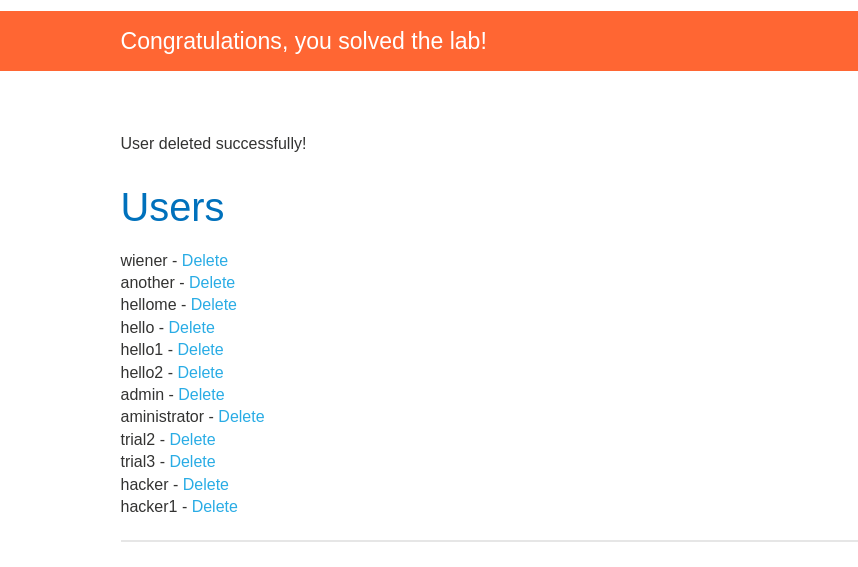 Congratulations, you solved the lab!
User deleted successfully!
Users
wiener - Delete
another - Delete
hellome - Delete
hello - Delete
hello1 - Delete
hello2 - Delete
admin - Delete
aministrator - Delete
trial2 - Delete
trial3 - Delete
hacker - Delete
hacker1 - Delete